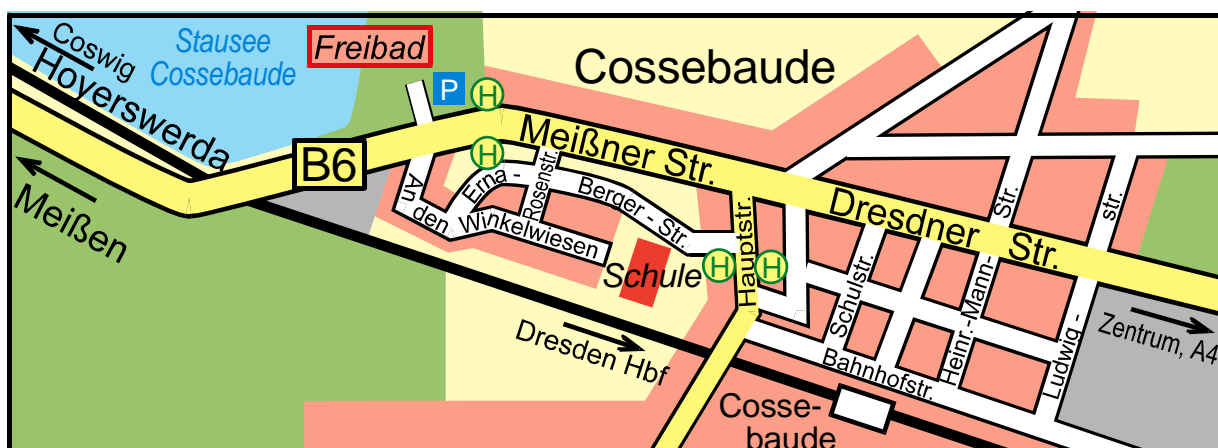 Coswig
Hoyerswerda
Stausee
Cossebaude
Freibad
P
H
Cossebaude
Meißen
B6
H
Meißner Str.
Dresdner Str.
An den Winkelwiesen
Erna-
Berger-Str.
Rosenstr.
Schule
H
H
Hauptstr.
Schulstr.
Heinr.-Mann-Str.
Ludwig-
str.
Bahnhofstr.
Zentrum, A4
Dresden Hbf
Cosse-
baude